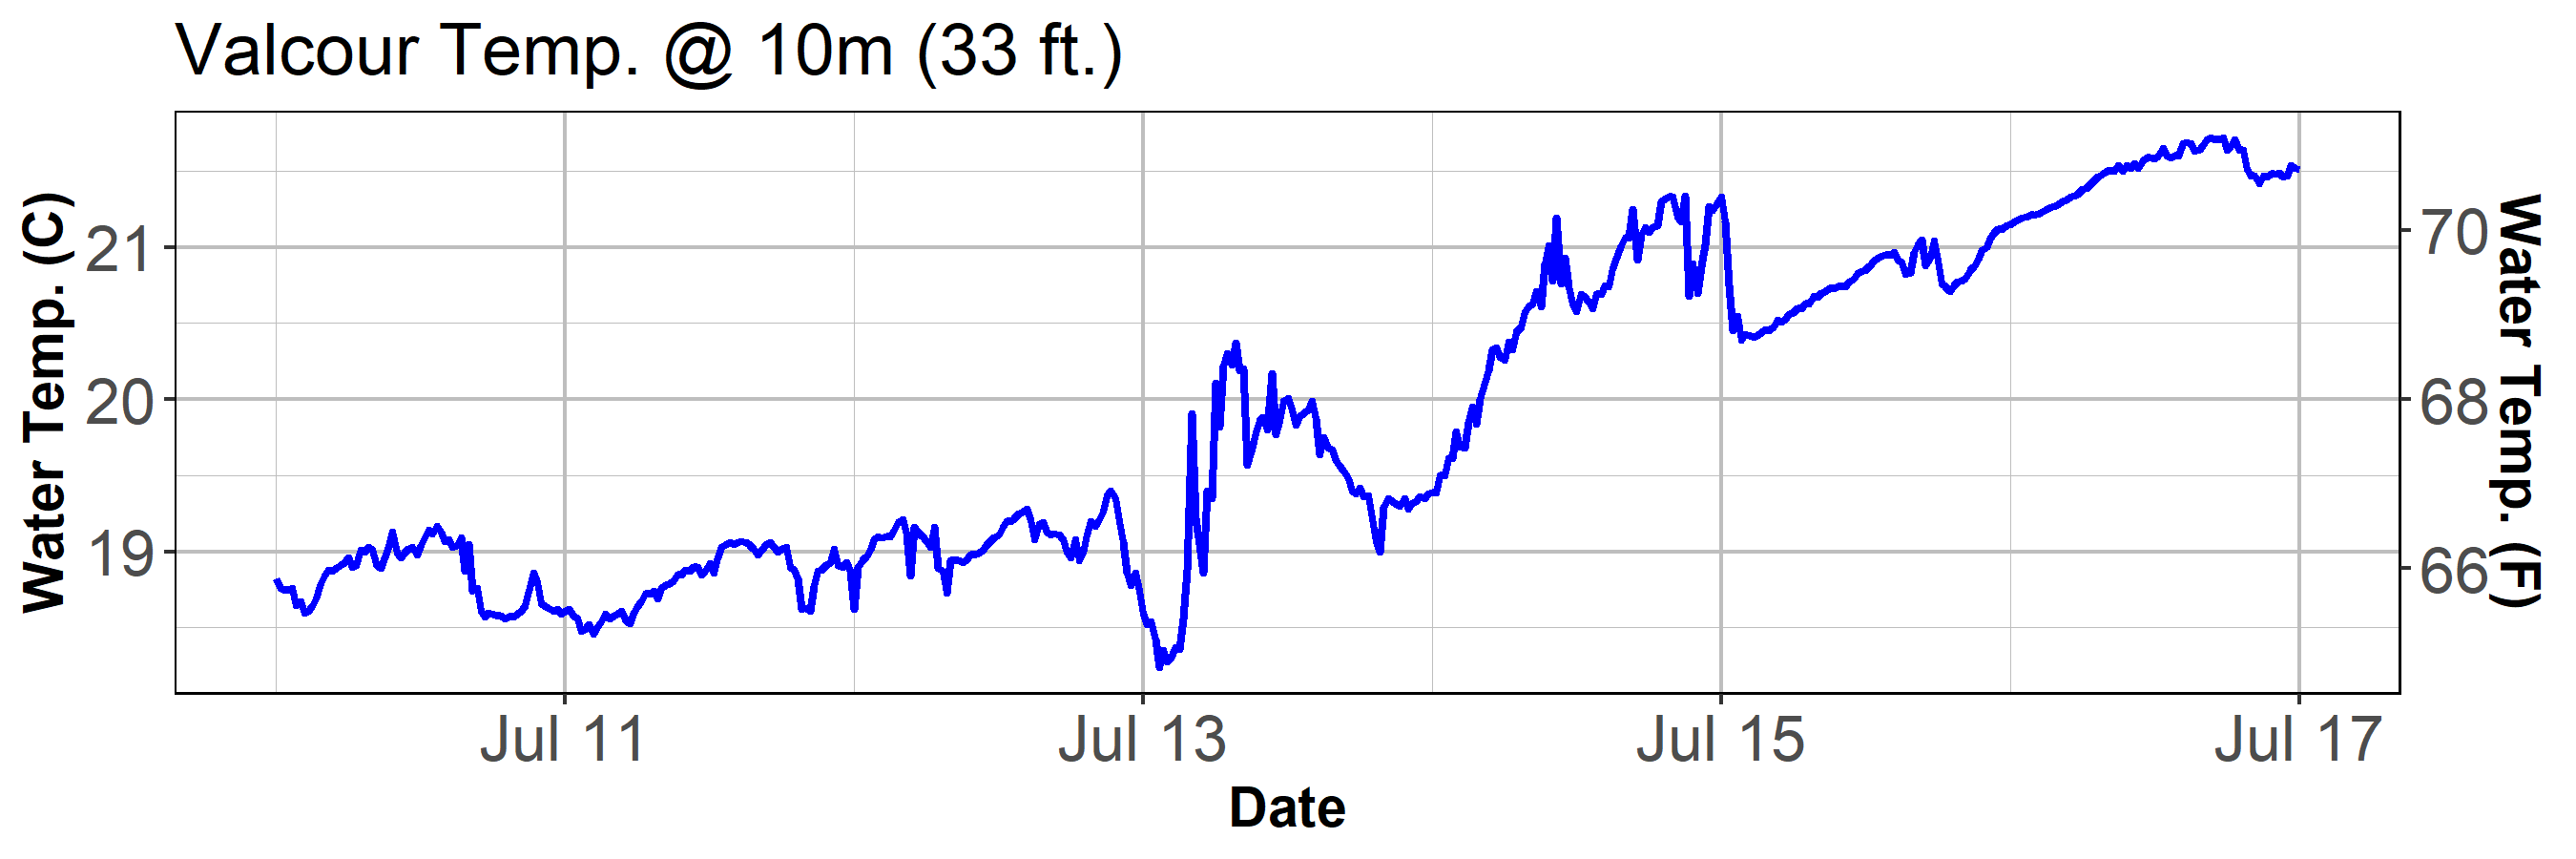 Valcour Temp. @ 10m (33 ft.)
Water Temp. (C)
21
20
19
70
68
66
Water Temp. (F)
Jul 11
Jul 13
Jul 15
Jul 17
Date